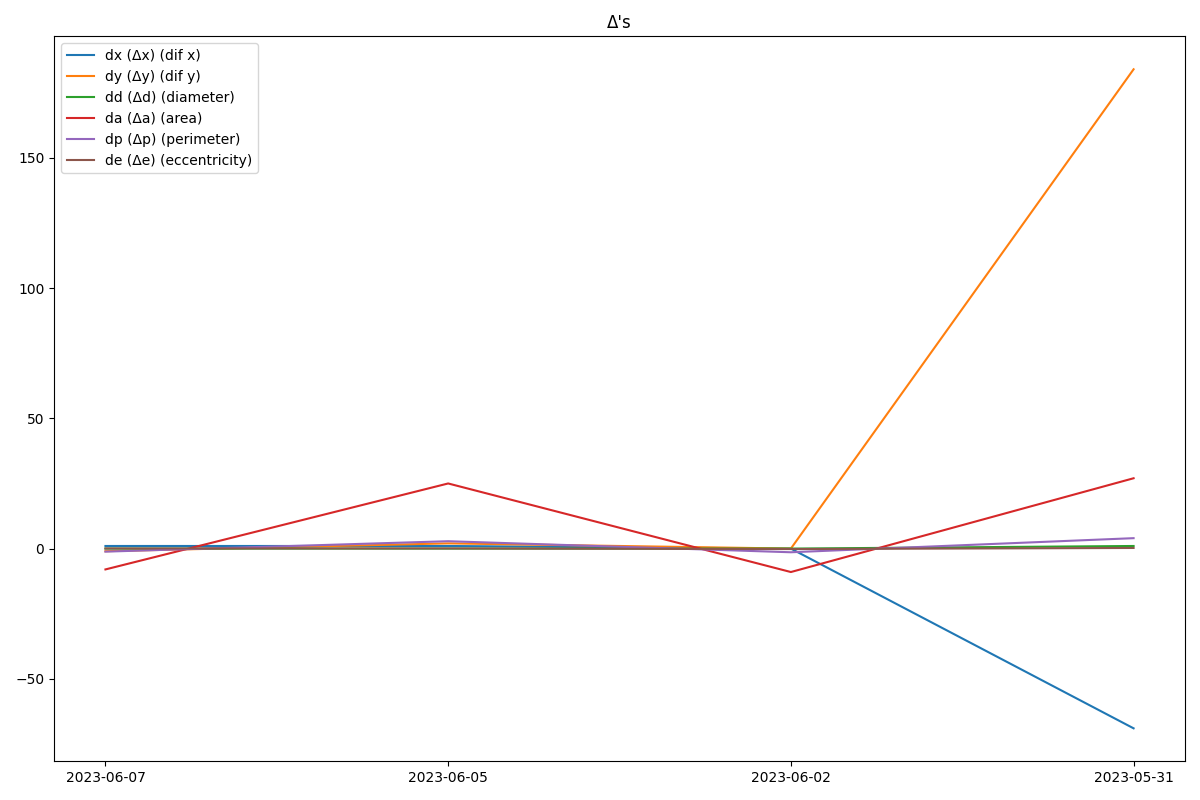 Δ's
dx (Δx) (dif x)
dy (Δy) (dif y)
dd (Δd) (diameter)
da (Δa) (area)
dp (Δp) (perimeter)
de (Δe) (eccentricity)
150
100
50
0
−50
2023-06-07 2023-06-05 2023-06-02 2023-05-31